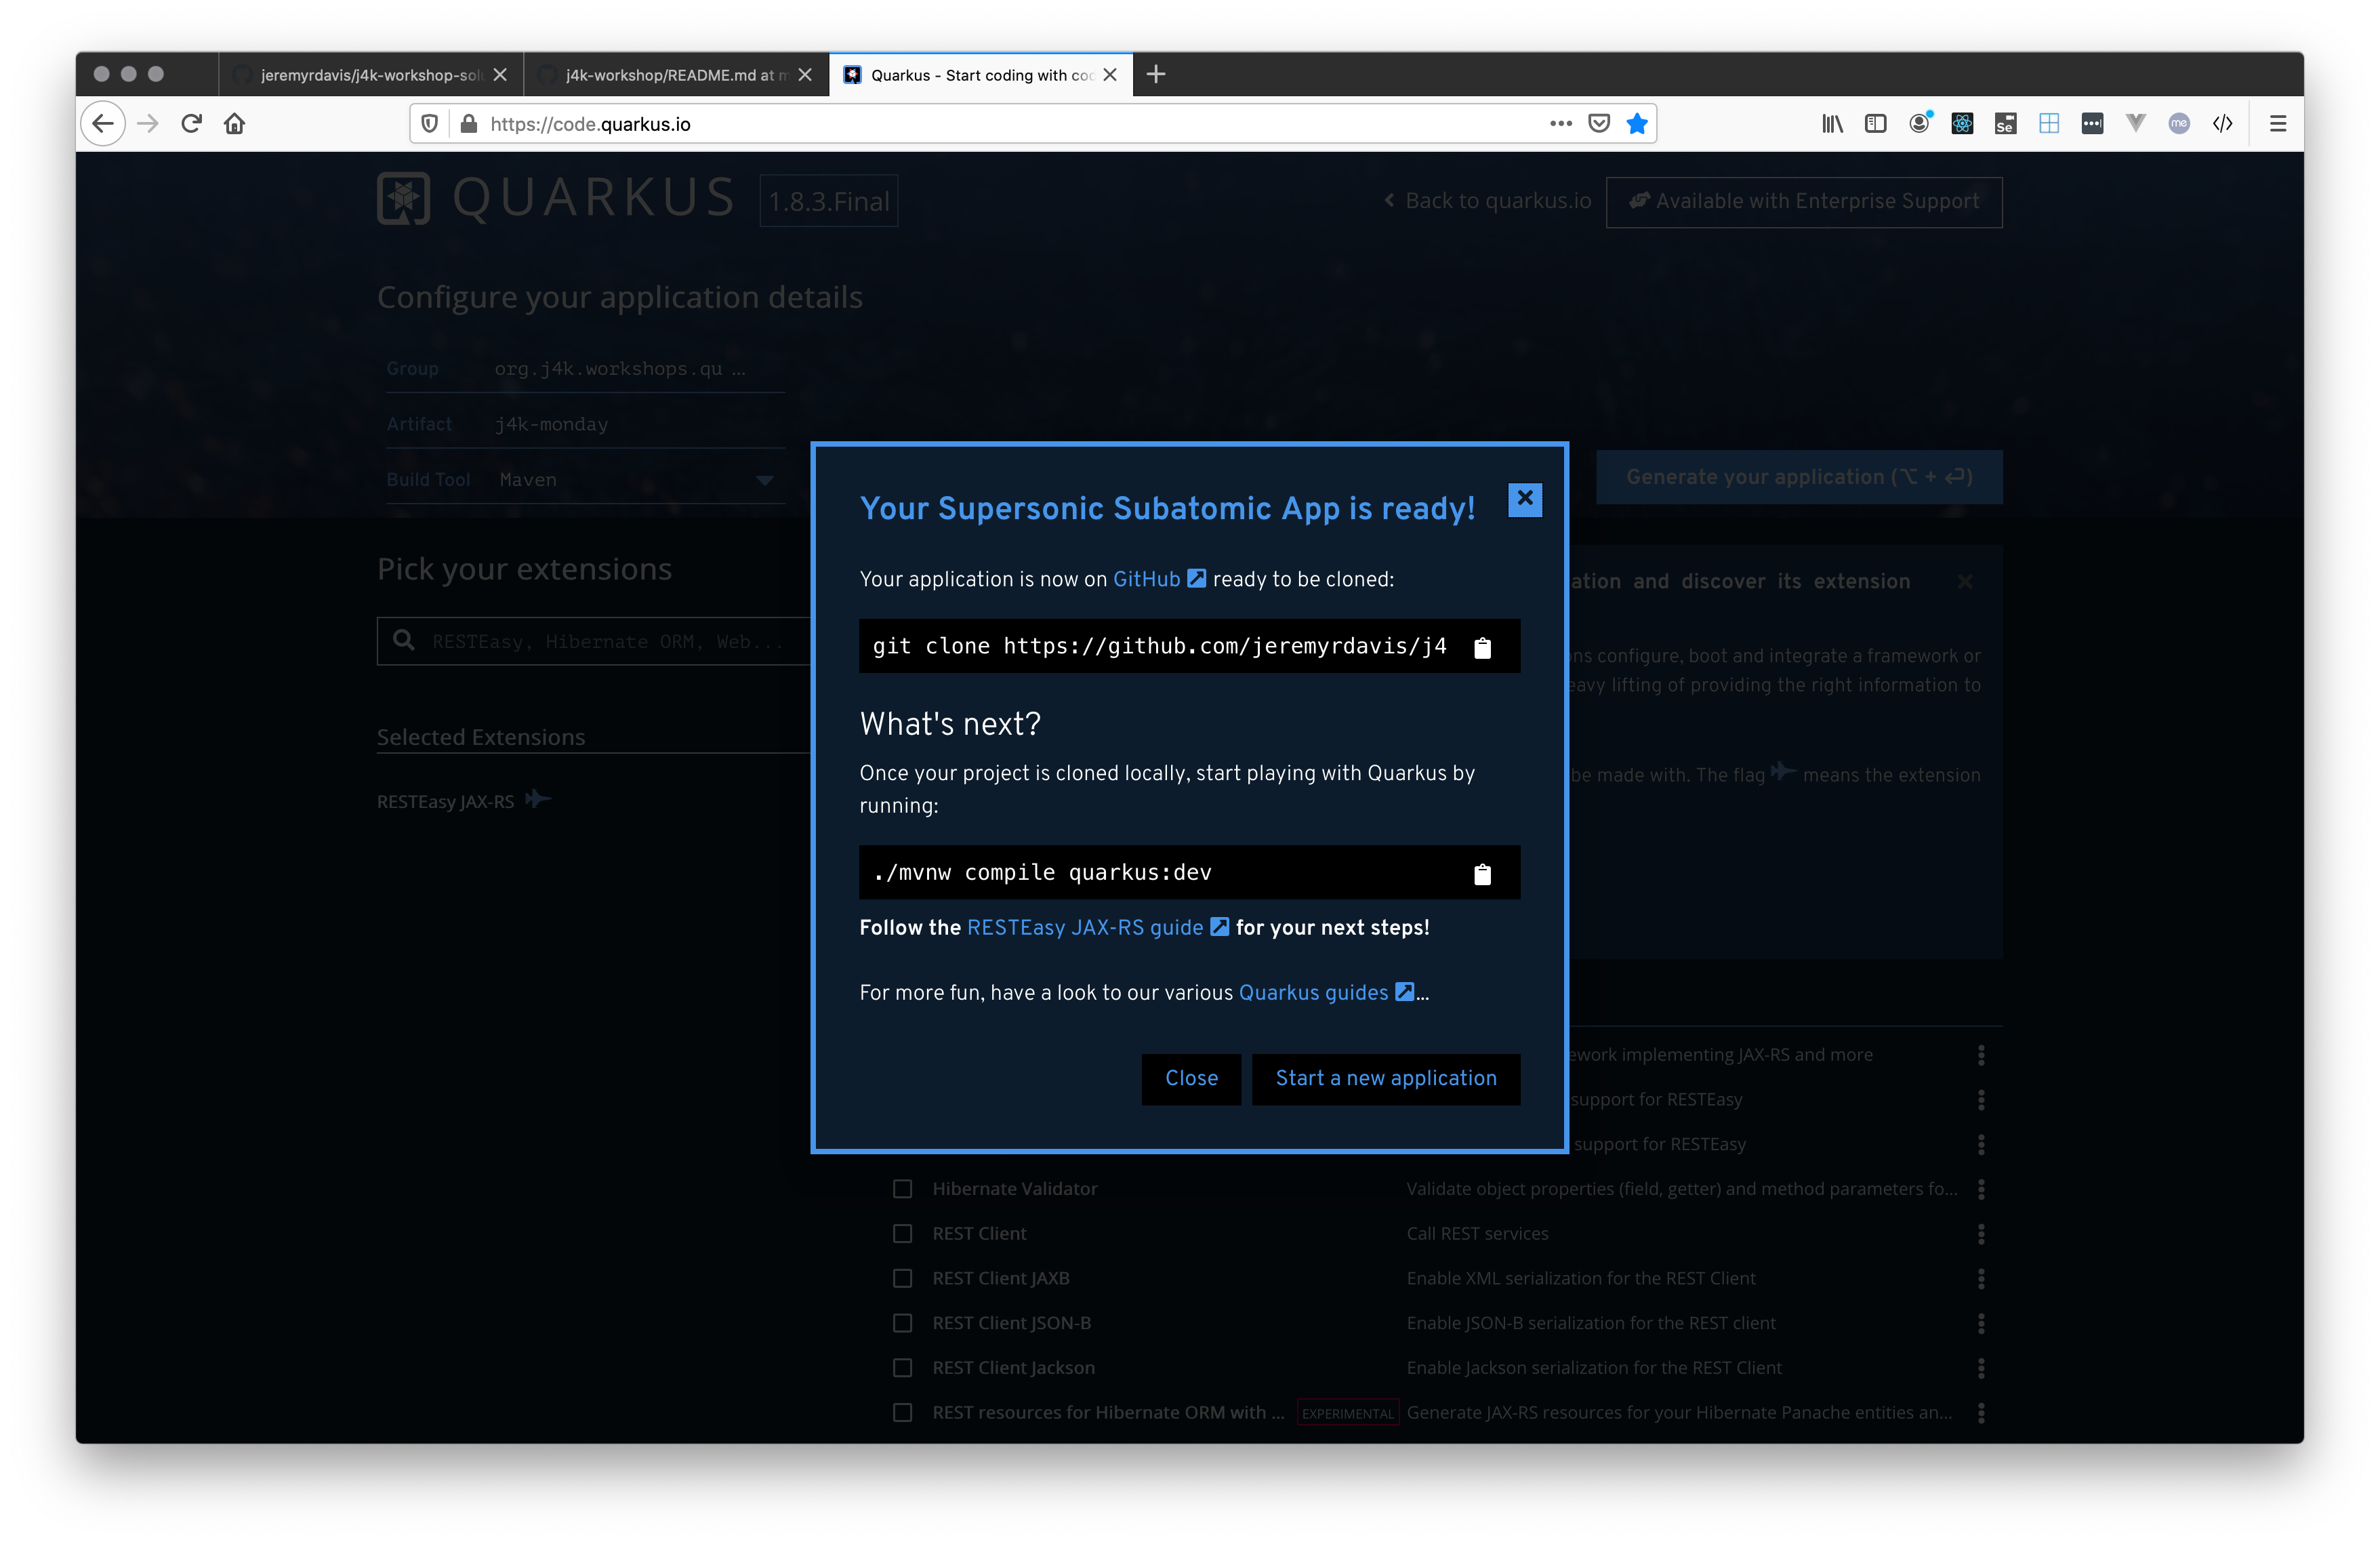 jeremyrdavis/j4k-workshop-solu
j4k-workshop/README.md at m
Quarkus - Start coding with cod
https://code.quarkus.io
Se
me
QUARKUS 1.8.3.Final
Back to quarkus.io
Available with Enterprise Support
Configure your application details
Group org.j4k.workshops.qu ...
Artifact j4k-monday
Build Tool Maven
Generate your application (⌥ + ⏎)
Pick your extensions
RESTEasy, Hibernate ORM, Web...
Selected Extensions
RESTEasy JAX-RS
Your Supersonic Subatomic App is ready!
Your application is now on GitHub ready to be cloned:
git clone https://github.com/jeremyrdavis/j4
What's next?
Once your project is cloned locally, start playing with Quarkus by
running:
./mvnw compile quarkus:dev
Follow the RESTEasy JAX-RS guide for your next steps!
For more fun, have a look to our various Quarkus guides ...
Close
Start a new application
ation and discover its extension
ns configure, boot and integrate a framework or
eavy lifting of providing the right information to
be made with. The flag means the extension
ework implementing JAX-RS and more
support for RESTEasy
support for RESTEasy
Hibernate Validator Validate object properties (field, getter) and method parameters fo...
REST Client Call REST services
REST Client JAXB Enable XML serialization for the REST Client
REST Client JSON-B Enable JSON-B serialization for the REST client
REST Client Jackson Enable Jackson serialization for the REST Client
REST resources for Hibernate ORM with ... EXPERIMENTAL Generate JAX-RS resources for your Hibernate Panache entities an...